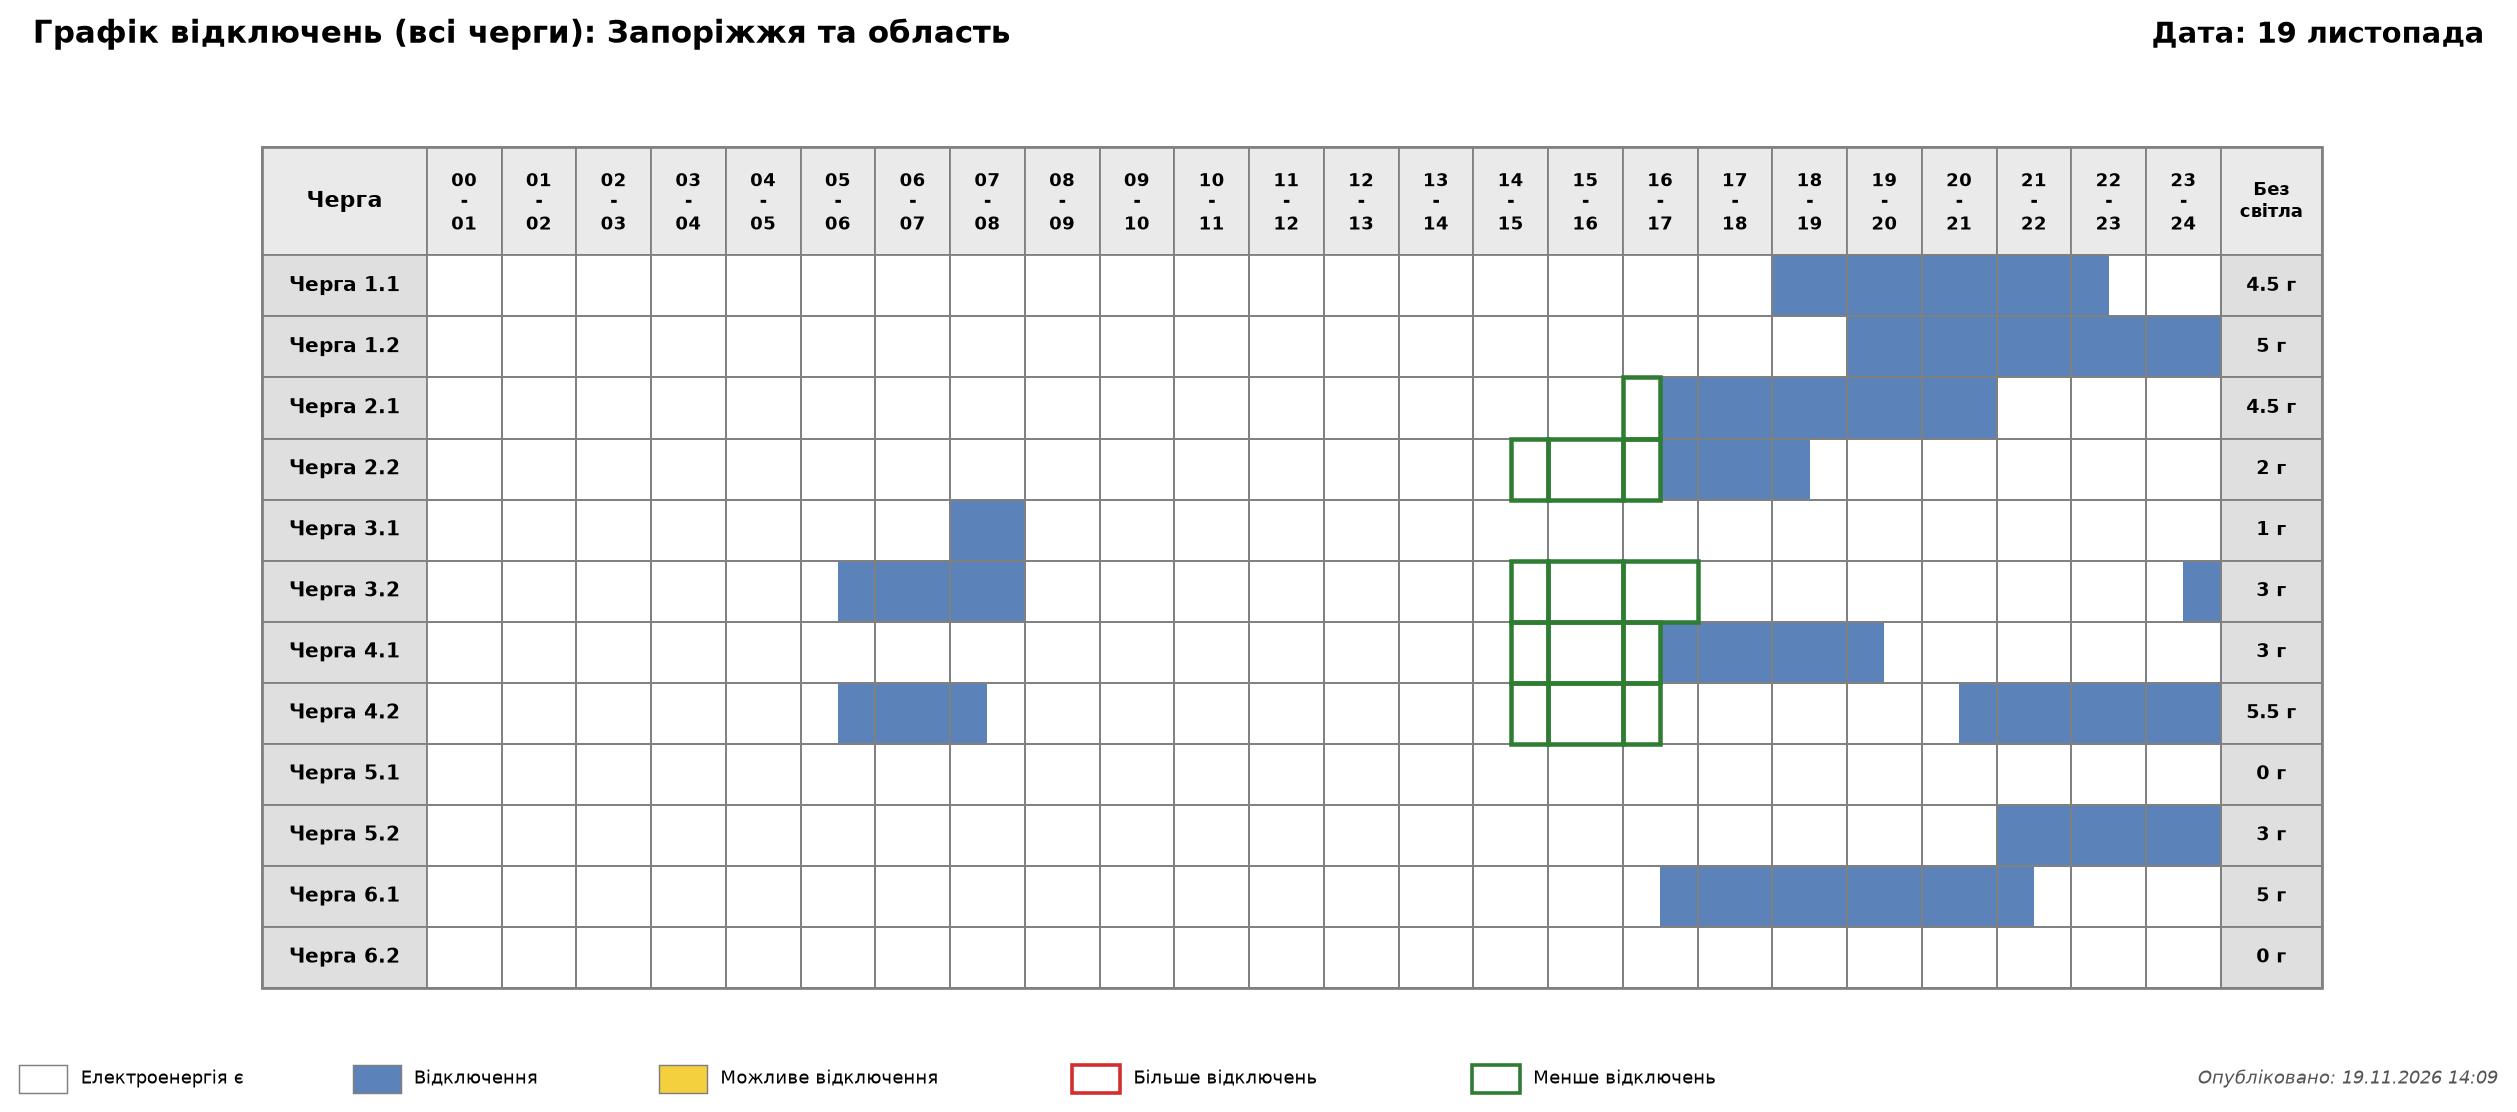 Графік відключень (всі черги): Запоріжжя та область
Дата: 19 листопада
Черга 00 - 01 01 - 02 02 - 03 03 - 04 04 - 05 05 - 06 06 - 07 07 - 08 08 - 09 09 - 10 10 - 11 11 - 12 12 - 13 13 - 14 14 - 15 15 - 16 16 - 17 17 - 18 18 - 19 19 - 20 20 - 21 21 - 22 22 - 23 23 - 24 Без світла
Черга 1.1 4.5 г
Черга 1.2 5 г
Черга 2.1 4.5 г
Черга 2.2 2 г
Черга 3.1 1 г
Черга 3.2 3 г
Черга 4.1 3 г
Черга 4.2 5.5 г
Черга 5.1 0 г
Черга 5.2 3 г
Черга 6.1 5 г
Черга 6.2 0 г
Електроенергія є
Відключення
Можливе відключення
Більше відключень
Менше відключень
Опубліковано: 19.11.2026 14:09